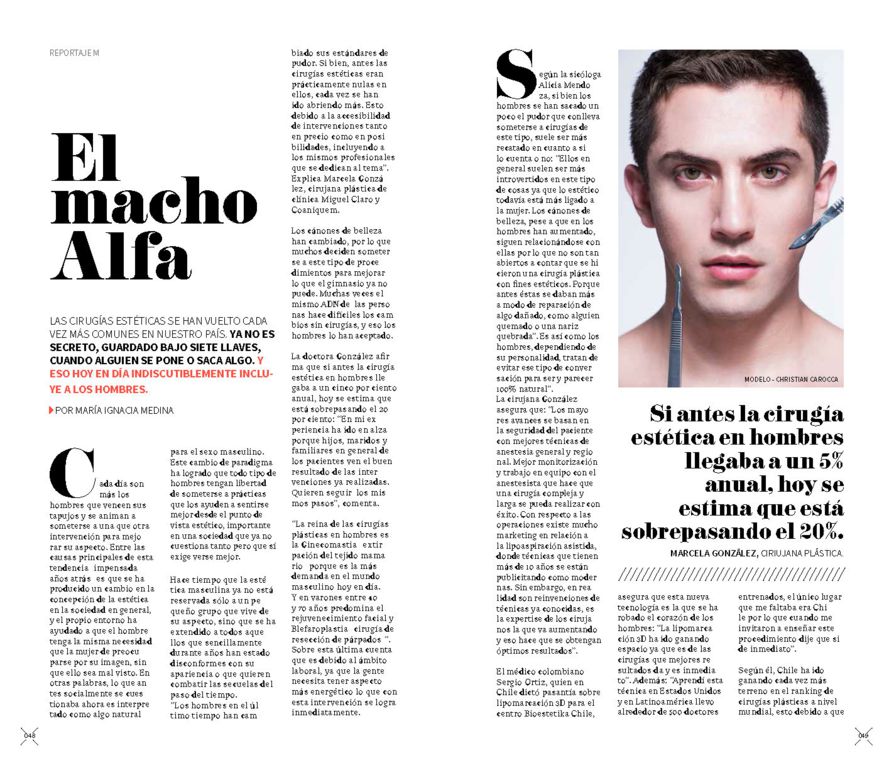 REPORTAJE M
El
macho
Alfa
LAS CIRUGÍAS ESTÉTICAS SE HAN VUELTO CADA
VEZ MÁS COMUNES EN NUESTRO PAÍS. YA NO ES
SECRETO, GUARDADO BAJO SIETE LLAVES,
CUANDO ALGUIEN SE PONE O SACA ALGO. Y
ESO HOY EN DÍA INDISCUTIBLEMENTE INCLU-
YE A LOS HOMBRES.
POR MARÍA IGNACIA MEDINA
Cada día son
más los
hombres que vencen sus
tapujos y se animan a
someterse a una que otra
intervención para mejo
rar su aspecto. Entre las
causas principales de esta
tendencia impensada
años atrás es que se ha
producido un cambio en la
concepción de la estética
en la sociedad en general,
y el propio entorno ha
ayudado a que el hombre
tenga la misma necesidad
que la mujer de preocu
parse por su imagen, sin
que ello sea mal visto. En
otras palabras, lo que an
tes socialmente se cues
tionaba ahora es interpre
tado como algo natural
para el sexo masculino.
Este cambio de paradigma
ha logrado que todo tipo de
hombres tengan libertad
de someterse a prácticas
que los ayuden a sentirse
mejor desde el punto de
vista estético, importante
en una sociedad que ya no
cuestiona tanto pero que sí
exige verse mejor.
Hace tiempo que la esté
tica masculina ya no está
reservada sólo a un pe
queño grupo que vive de
su aspecto, sino que se ha
extendido a todos aque
llos que sencillamente
durante años han estado
disconformes con su
apariencia o que quieren
combatir las secuelas del
paso del tiempo.
"Los hombres en el úl
timo tiempo han cam
biado sus estándares de
pudor. Si bien, antes las
cirugías estéticas eran
prácticamente nulas en
ellos, cada vez se han
ido abriendo más. Esto
debido a la accesibilidad
de intervenciones tanto
en precio como en posi
bilidades, incluyendo a
los mismos profesionales
que se dedican al tema".
Explica Marcela Gonzá
lez, cirujana plástica de
clínica Miguel Claro y
Coaniquem.
Los cánones de belleza
han cambiado, por lo que
muchos deciden someter
se a este tipo de proce
dimientos para mejorar
lo que el gimnasio ya no
puede. Muchas veces el
mismo ADN de las perso
nas hace difíciles los cam
bios sin cirugías, y eso los
hombres lo han aceptado.
La doctora González afir
ma que si antes la cirugía
estética en hombres lle
gaba a un cinco por ciento
anual, hoy se estima que
está sobrepasando el 20
por ciento: "En mi ex
periencia ha ido en alza
porque hijos, maridos y
familiares en general de
los pacientes ven el buen
resultado de las inter
venciones ya realizadas.
Quieren seguir los mis
mos pasos", comenta.
"La reina de las cirugías
plásticas en hombres es
la Ginecomastia extir
pación del tejido mama
rio porque es la más
demanda en el mundo
masculino hoy en día.
Y en varones entre 40
y 70 años predomina el
rejuvenecimiento facial y
Blefaroplastia cirugía de
resección de párpados ".
Sobre esta última cuenta
que es debido al ámbito
laboral, ya que la gente
necesita tener aspecto
más energético lo que con
esta intervención se logra
inmediatamente.
048
Según la sicóloga
Alicia Mendo
za, si bien los
hombres se han sacado un
poco el pudor que conlleva
someterse a cirugías de
este tipo, suele ser más
recatado en cuanto a si
lo cuenta o no: "Ellos en
general suelen ser más
introvertidos en este tipo
de cosas ya que lo estético
todavía está más ligado a
la mujer. Los cánones de
belleza, pese a que en los
hombres han aumentado,
siguen relacionándose con
ellas por lo que no son tan
abiertos a contar que se hi
cieron una cirugía plástica
con fines estéticos. Porque
antes éstas se daban más
a modo de reparación de
algo dañado, como alguien
quemado o una nariz
quebrada". Es así como los
hombres, dependiendo de
su personalidad, tratan de
evitar ese tipo de conver
sación para ser y parecer
100% natural".
La cirujana González
asegura que: "Los mayo
res avances se basan en
la seguridad del paciente
con mejores técnicas de
anestesia general y regio
nal. Mejor monitorización
y trabajo en equipo con el
anestesista que hace que
una cirugía compleja y
larga se pueda realizar con
éxito. Con respecto a las
operaciones existe mucho
marketing en relación a
la lipoaspiración asistida,
donde técnicas que tienen
más de 10 años se están
publicitando como moder
nas. Sin embargo, en rea
lidad son reinvenciones de
técnicas ya conocidas, es
la expertise de los ciruja
nos la que va aumentando
y eso hace que se obtengan
óptimos resultados".
El médico colombiano
Sergio Ortiz, quien en
Chile dictó pasantía sobre
lipomarcación 3D para el
centro Bioestetika Chile,
MODELO - CHRISTIAN CAROCCA
Si antes la cirugía
estética en hombres
llegaba a un 5%
anual, hoy se
estima que está
sobrepasando el 20%.
MARCELA GONZÁLEZ, CIRUJANA PLÁSTICA.
asegura que esta nueva
tecnología es la que se ha
robado el corazón de los
hombres: "La lipomarca
ción 3D ha ido ganando
espacio ya que es de las
cirugías que mejores re
sultados da y es inmedia
to". Además: "Aprendí esta
técnica en Estados Unidos
y en Latinoamérica llevo
alrededor de 500 doctores
entrenados, el único lugar
que me faltaba era Chi
le por lo que cuando me
invitaron a enseñar este
procedimiento dije que si
de inmediato".
Según él, Chile ha ido
ganando cada vez más
terreno en el ranking de
cirugías plásticas a nivel
mundial, esto debido a que
049